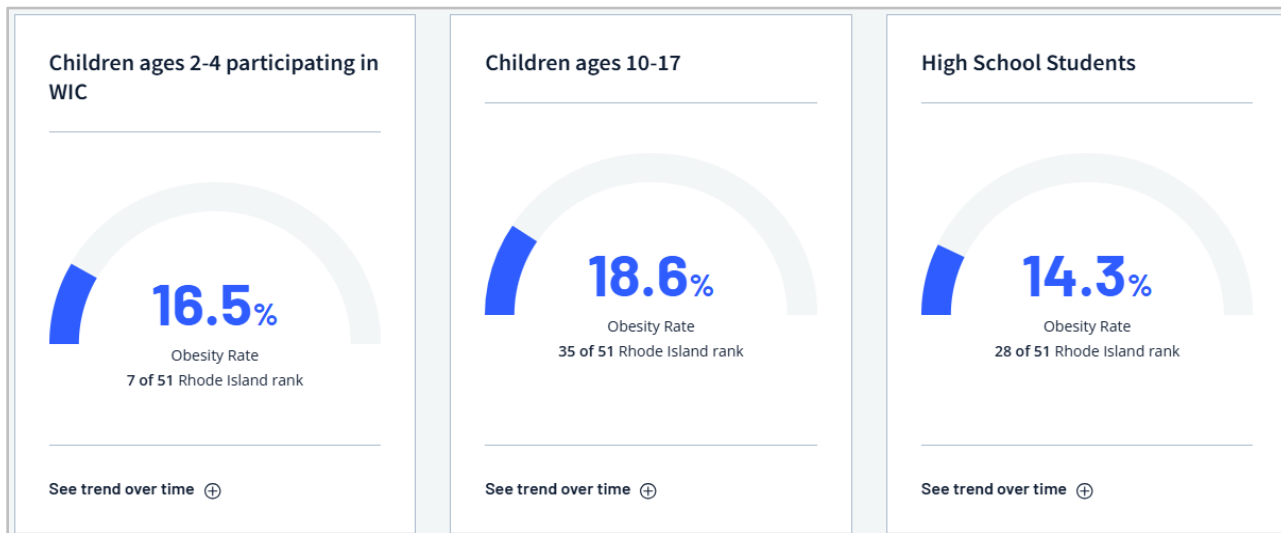 Children ages 2-4 participating in
WIC
16.5%
Obesity Rate
7 of 51 Rhode Island rank
See trend over time
Children ages 10-17
18.6%
Obesity Rate
35 of 51 Rhode Island rank
See trend over time
High School Students
14.3%
Obesity Rate
28 of 51 Rhode Island rank
See trend over time